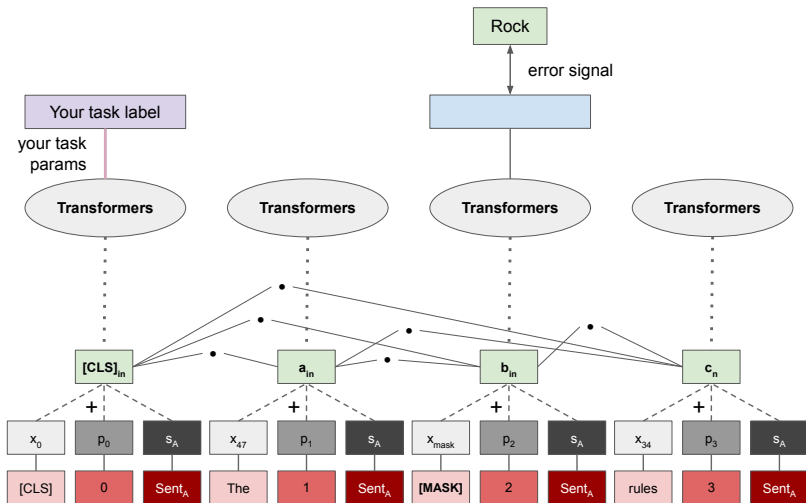 Rock
error signal
Your task label
your task
params
Transformers Transformers Transformers Transformers
[CLS]in ain bin cn
+ + + +
x0 p0 sA x47 p1 sA xmask p2 sA x34 p3 sA
[CLS] 0 SentA The 1 SentA [MASK] 2 SentA rules 3 SentA